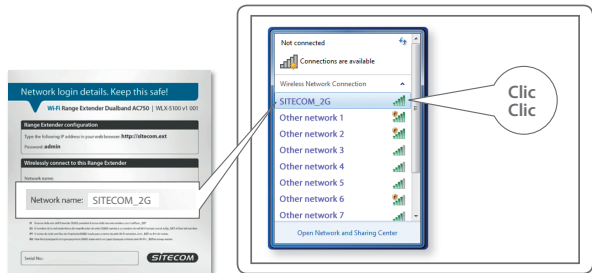 Network login details. Keep this safe!
Wi-Fi Range Extender Dualband AC750 | WLX-5100 v1 001
Range Extender configuration
Type the following IP address in your web browser: http://sitecom.ext
Password: admin
Wirelessly connect to this Range Extender
Network name:
Network name: SITECOM_2G
Serial No.:
SITECOM
Not connected
Connections are available
Wireless Network Connection
SITECOM_2G
Other network 1
Other network 2
Other network 3
Other network 4
Other network 5
Other network 6
Other network 7
Open Network and Sharing Center
Clic
Clic